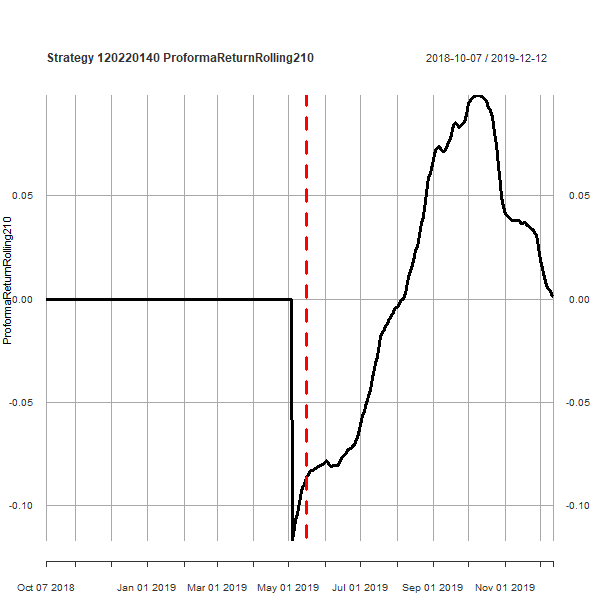 Strategy 120220140 ProformaReturnRolling210
2018-10-07 / 2019-12-12
ProformaReturnRolling210
0.05
0.00
-0.05
-0.10
0.05
0.00
-0.05
-0.10
Oct 07 2018
Jan 01 2019
Mar 01 2019
May 01 2019
Jul 01 2019
Sep 01 2019
Nov 01 2019